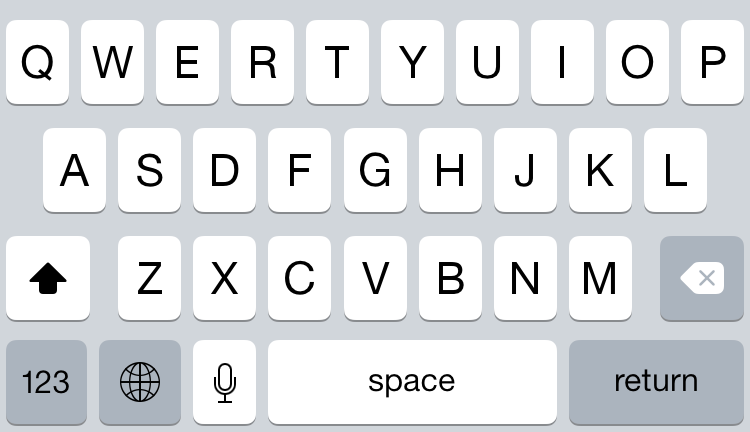 Q W E R T Y U I O P
A S D F G H J K L
Z X C V B N M
123 space return